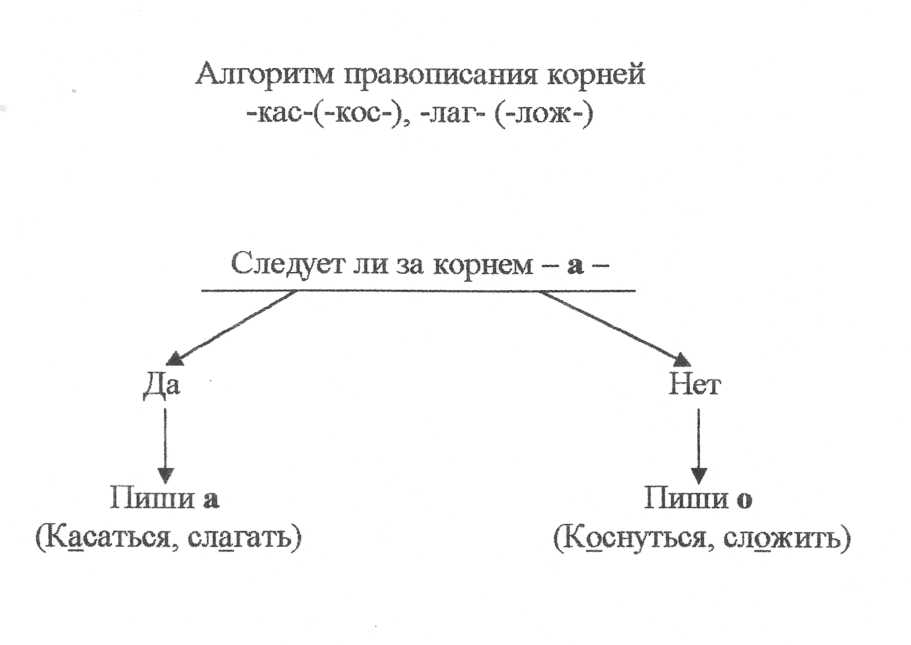 Алгоритм правописания корней
-кас-(-кос-), -лаг- (-лож-)
Следует ли за корнем – а –
Да
Нет
Пиши а
Пиши о
(Касаться, слагать)
(Коснуться, сложить)